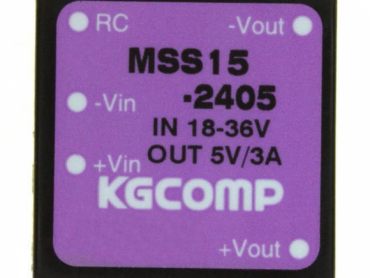 RC -Vout
MSS15
-Vin -2405
IN 18-36V
+Vin OUT 5V/3A
KGCOMP
+Vout